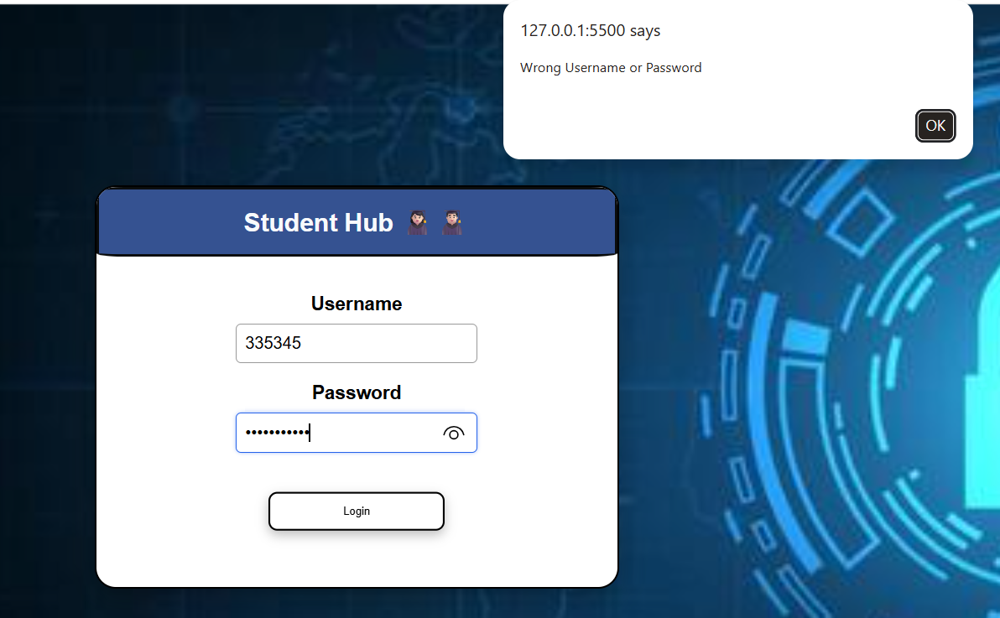 127.0.0.1:5500 says
Wrong Username or Password
OK
Student Hub 👩🏻‍🎓 👨🏻‍🎓
Username
335345
Password
•••••••••••
Login